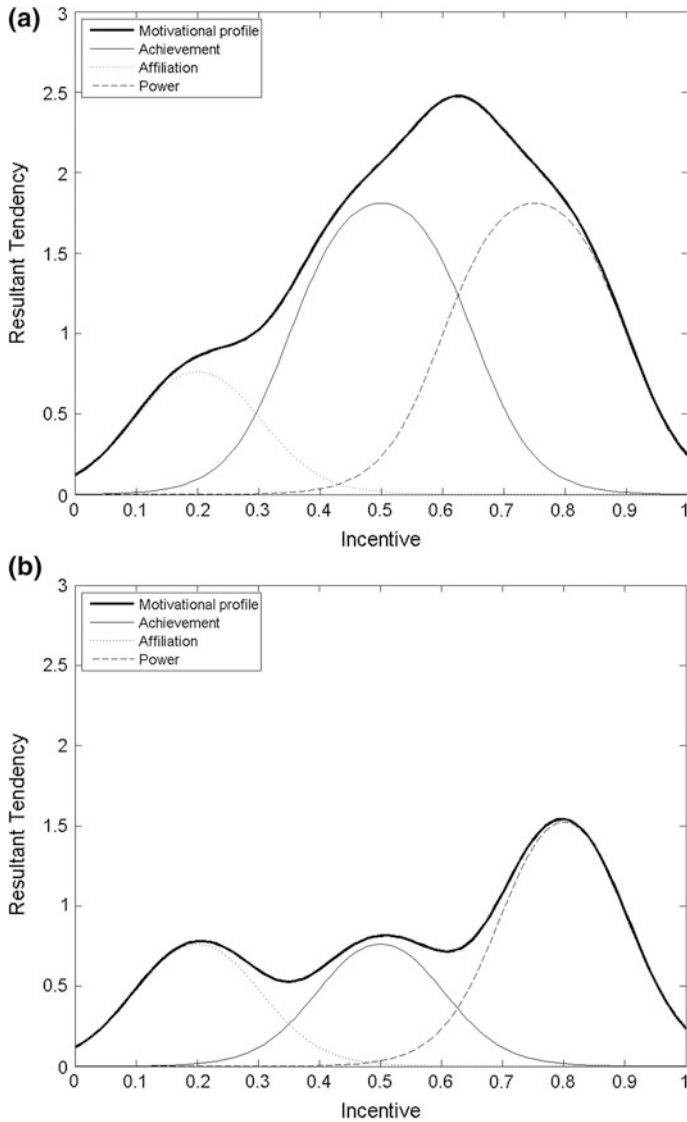 (a)
3
2.5
2
1.5
1
0.5
0
Resultant Tendency
Motivational profile
Achievement
Affiliation
Power
0 0.1 0.2 0.3 0.4 0.5 0.6 0.7 0.8 0.9 1
Incentive
(b)
3
2.5
2
1.5
1
0.5
0
Resultant Tendency
Motivational profile
Achievement
Affiliation
Power
0 0.1 0.2 0.3 0.4 0.5 0.6 0.7 0.8 0.9 1
Incentive